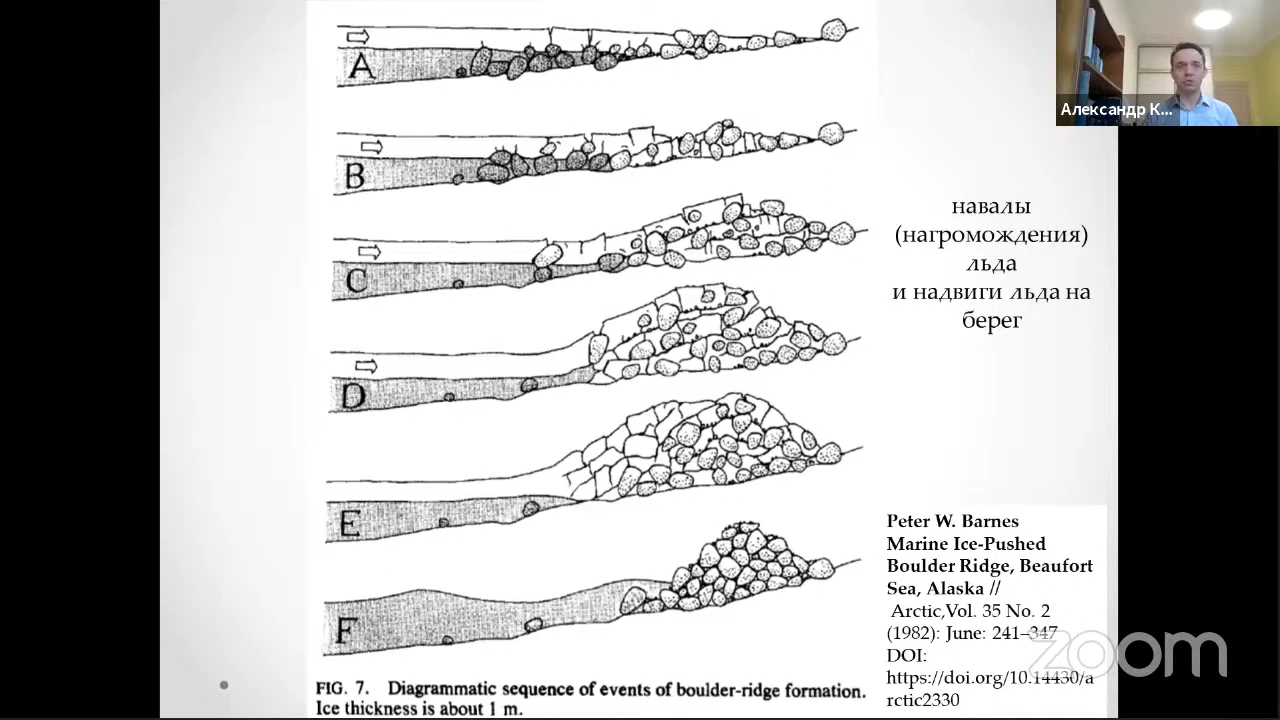 A
B
C
D
E
F
FIG. 7. Diagrammatic sequence of events of boulder-ridge formation.
Ice thickness is about 1 m.
Александр К...
навалы
(нагромождения)
льда
и надвиги льда на
берег
Peter W. Barnes
Marine Ice-Pushed
Boulder Ridge, Beaufort
Sea, Alaska //
Arctic,Vol. 35 No. 2
(1982): June: 241–347
DOI:
https://doi.org/10.14430/a
rctic2330
zoom